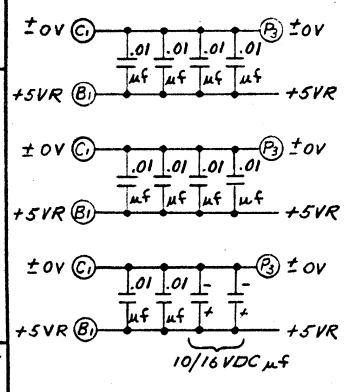 ±0V C1 .01 .01 .01 .01 P3 ±0V
µf µf µf µf
+5VR B1 +5VR
±0V C1 .01 .01 .01 .01 P3 ±0V
µf µf µf µf
+5VR B1 +5VR
±0V C1 .01 .01 - - P3 ±0V
µf µf + +
+5VR B1 +5VR
10/16VDC µf